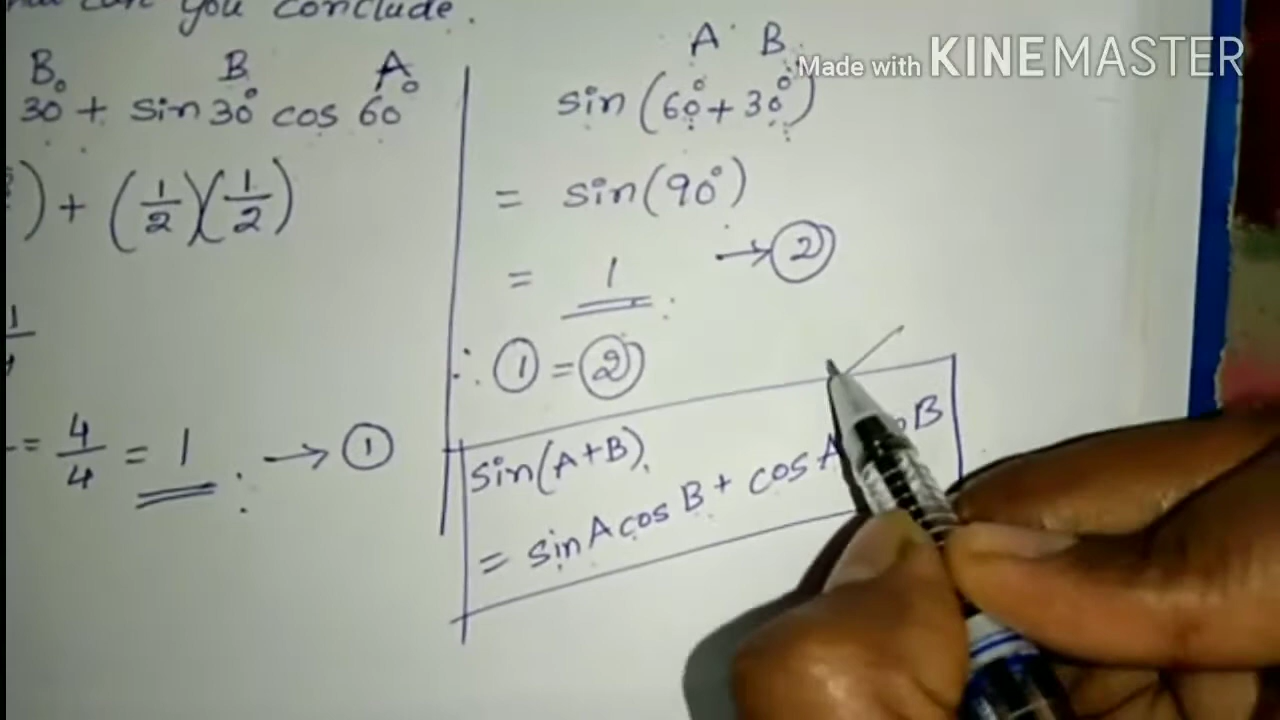 you conclude.
B B A
30° + sin 30° cos 60°
) + (1/2)(1/2)
= 4/4 = 1 → ①
A B
sin (60° + 30°)
= sin (90°)
= 1 → ②
∴ ① = ②
sin(A+B)
= sinA cos B + cos A B
Made with KINEMASTER